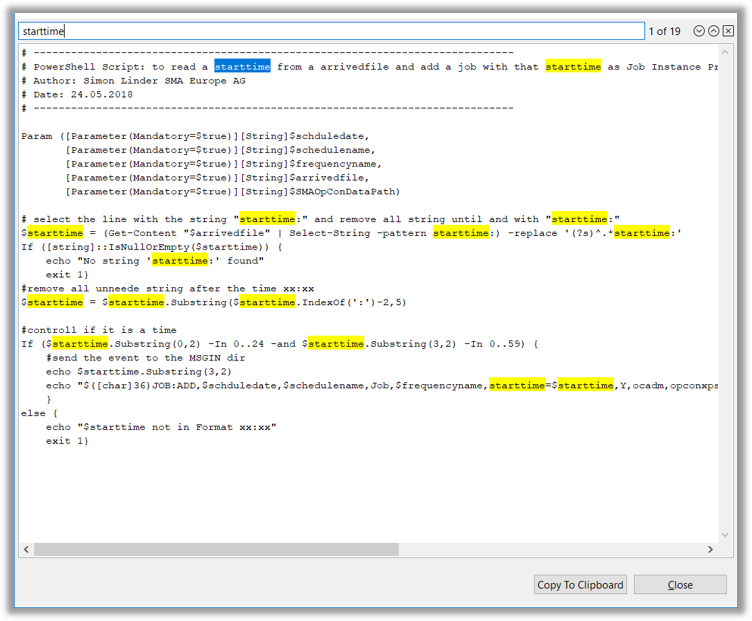 starttime 1 of 19
# ----------------------------------------------------------------------------
# PowerShell Script: to read a starttime from a arrivedfile and add a job with that starttime as Job Instance Pr
# Author: Simon Linder SMA Europe AG
# Date: 24.05.2018
# ----------------------------------------------------------------------------
Param ([Parameter(Mandatory=$true)][String]$schduledate,
[Parameter(Mandatory=$true)][String]$schedulename,
[Parameter(Mandatory=$true)][String]$frequencyname,
[Parameter(Mandatory=$true)][String]$arrivedfile,
[Parameter(Mandatory=$true)][String]$SMAOpConDataPath)
# select the line with the string "starttime:" and remove all string until and with "starttime:"
$starttime = (Get-Content "$arrivedfile" | Select-String -pattern starttime:) -replace '(?s)^.*starttime:'
If ([string]::IsNullOrEmpty($starttime)) {
echo "No string 'starttime:' found"
exit 1}
#remove all unneede string after the time xx:xx
$starttime = $starttime.Substring($starttime.IndexOf(':')-2,5)
#controll if it is a time
If ($starttime.Substring(0,2) -In 0..24 -and $starttime.Substring(3,2) -In 0..59) {
#send the event to the MSGIN dir
echo $starttime.Substring(3,2)
echo "$([char]36)JOB:ADD,$schduledate,$schedulename,Job,$frequencyname,starttime=$starttime,Y,ocadm,opconxps
}
else {
echo "$starttime not in Format xx:xx"
exit 1}
Copy To Clipboard Close